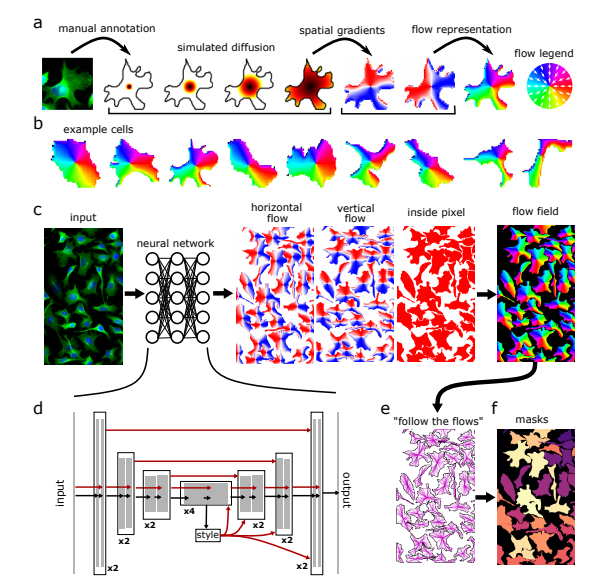 a
manual annotation
simulated diffusion
spatial gradients
flow representation
flow legend
b
example cells
c
input
neural network
horizontal
flow
vertical
flow
inside pixel
flow field
d
input
x2
x2
x2
x4
style
x2
x2
x2
output
e
"follow the flows"
f
masks